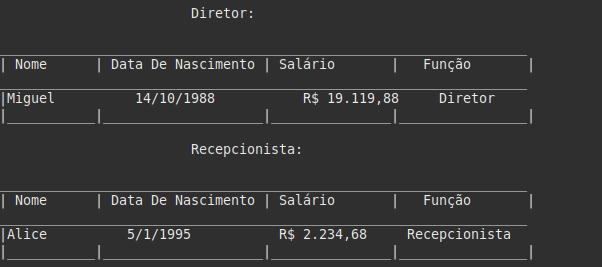 Diretor:
| Nome | Data De Nascimento | Salário | Função |
|Miguel 14/10/1988 R$ 19.119,88 Diretor
Recepcionista:
| Nome | Data De Nascimento | Salário | Função |
|Alice 5/1/1995 R$ 2.234,68 Recepcionista